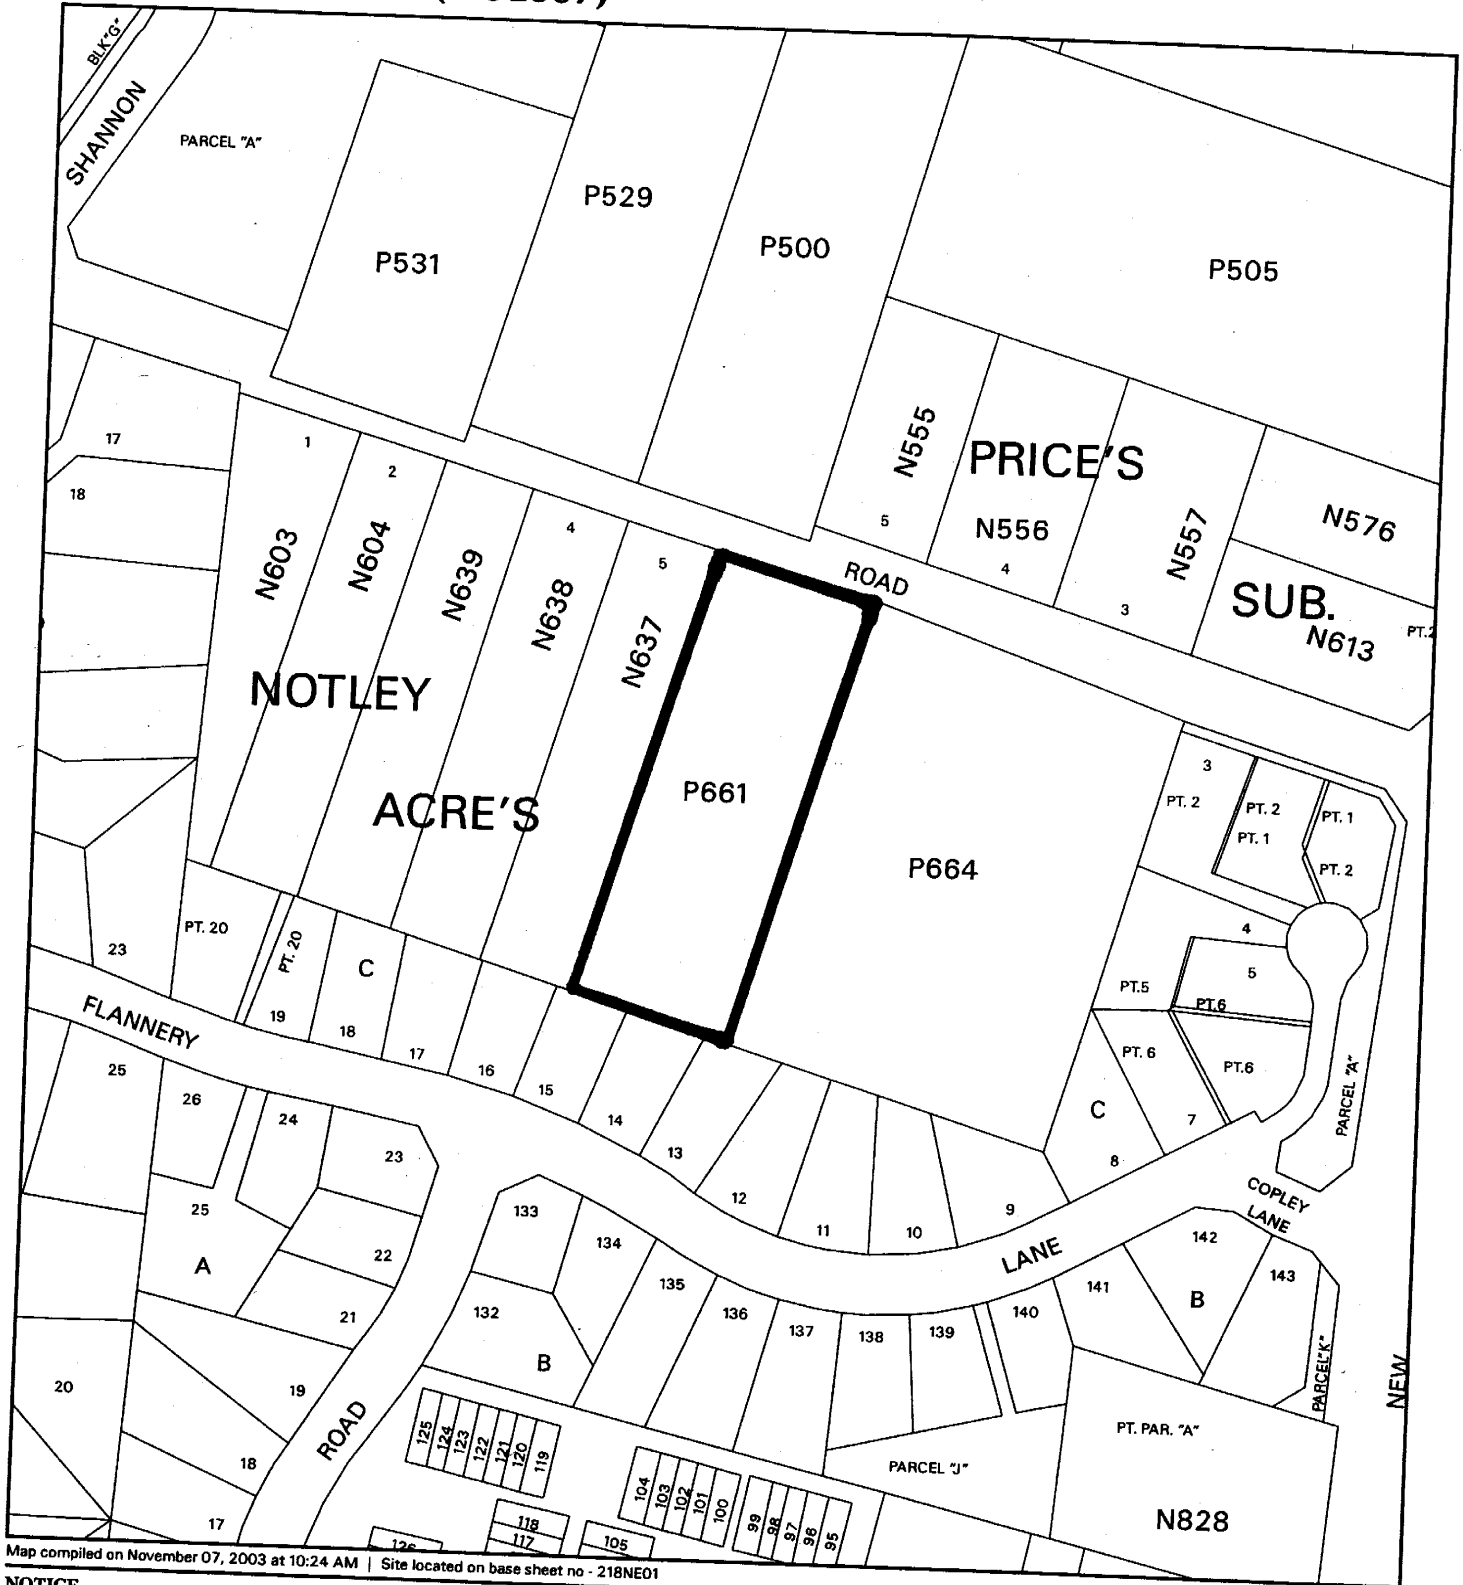 BLK "G"
SHANNON
PARCEL "A"
P531
P529
P500
P505
17
18
1
2
4
5
N603
N604
N639
N638
N637
N555
5
PRICE'S
N556
4
N557
3
N576
SUB.
N613
PT.2
ROAD
NOTLEY
ACRE'S
P661
P664
3
PT. 2
PT. 2
PT. 1
PT. 1
PT. 2
4
5
PT.5
PT.6
PT. 6
PT.6
C
7
8
PARCEL "A"
23
PT. 20
PT. 20
C
19
18
17
16
15
14
13
12
11
10
9
FLANNERY
LANE
COPLEY
LANE
25
26
24
23
25
A
22
21
20
19
18
17
ROAD
133
134
132
B
135
136
137
138
139
140
141
142
B
143
PARCEL "K"
NEW
125
124
123
122
121
120
119
104
103
102
101
100
99
98
97
96
95
118
117
105
PARCEL "J"
PT. PAR. "A"
N828
Map compiled on November 07, 2003 at 10:24 AM | Site located on base sheet no - 218NE01
NOTICE